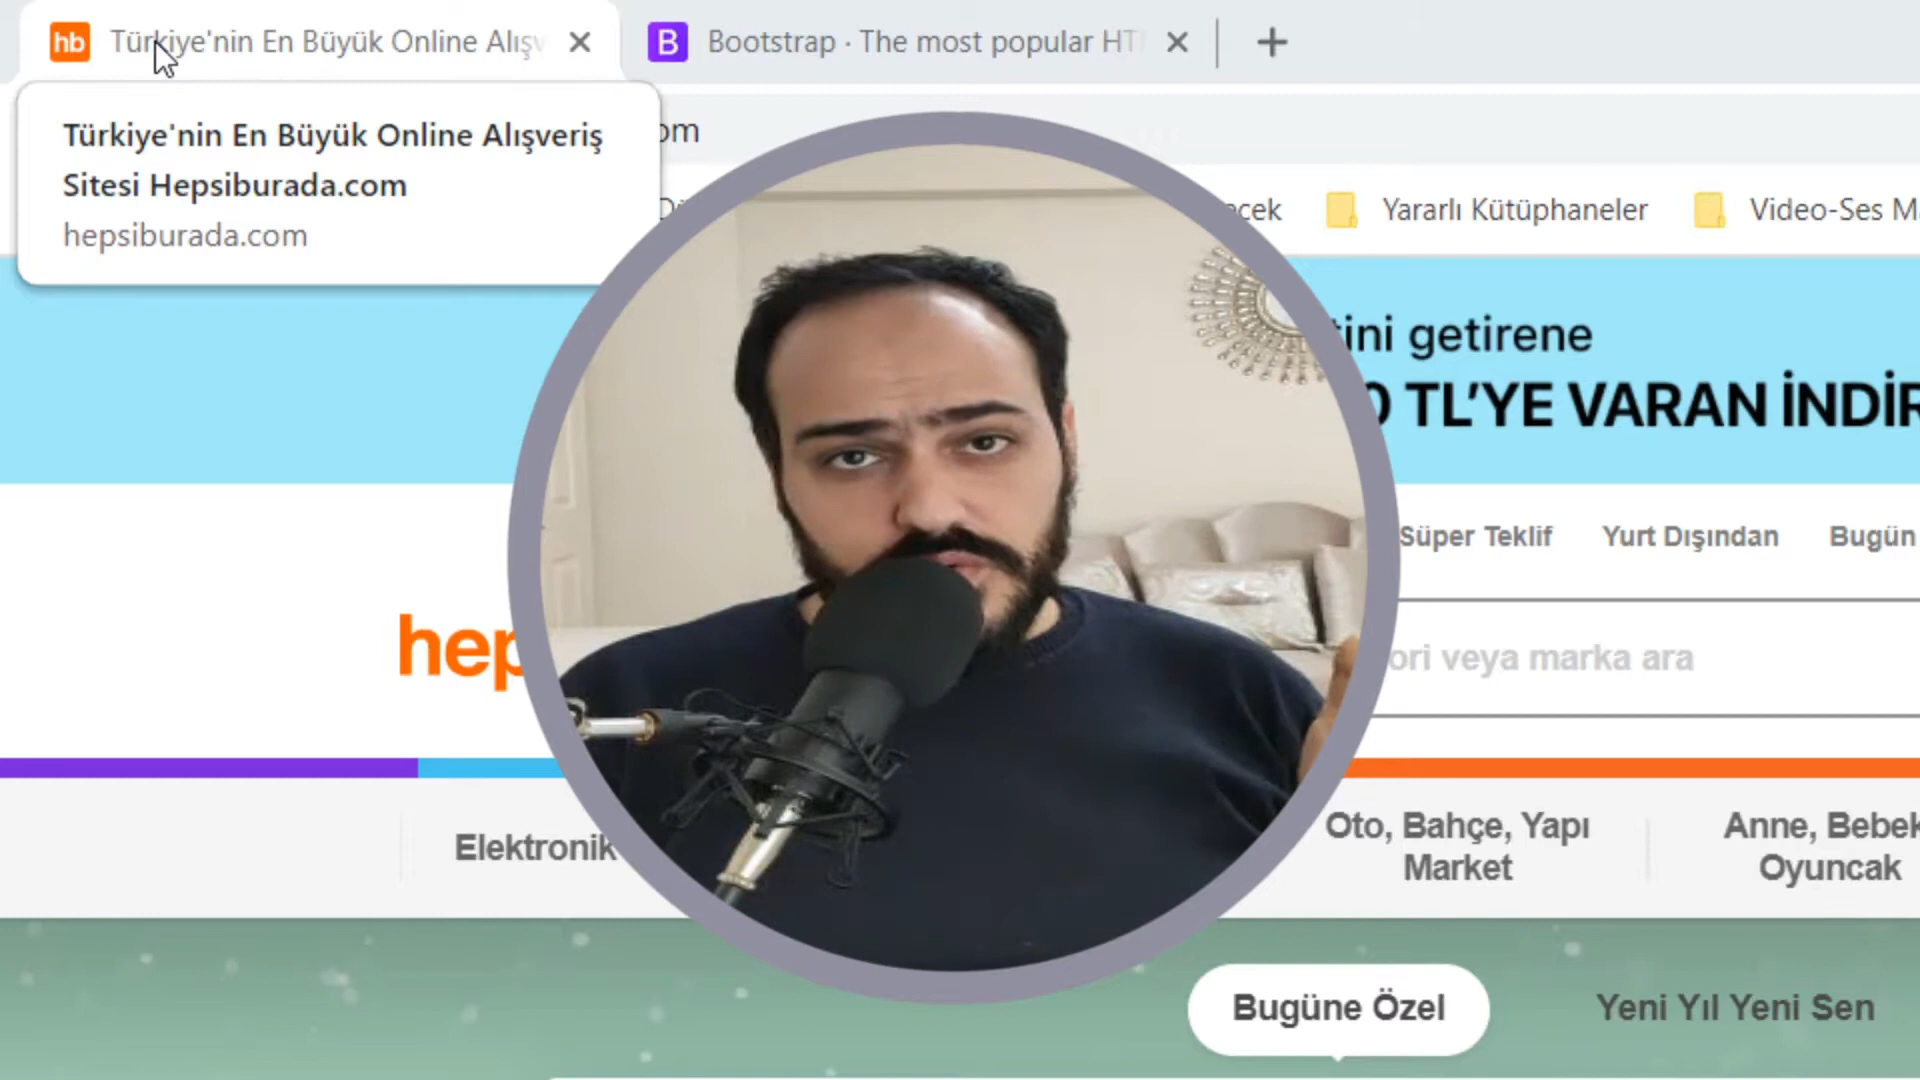 hb Türkiye'nin En Büyük Online Alışv
B Bootstrap · The most popular HT
Türkiye'nin En Büyük Online Alışveriş
Sitesi Hepsiburada.com
hepsiburada.com
om
Yararlı Kütüphaneler
Video-Ses M
ini getirene
0 TL'YE VARAN İNDİR
Süper Teklif
Yurt Dışından
Bugün
hep
ori veya marka ara
Elektronik
Oto, Bahçe, Yapı
Market
Anne, Bebek
Oyuncak
Bugüne Özel
Yeni Yıl Yeni Sen